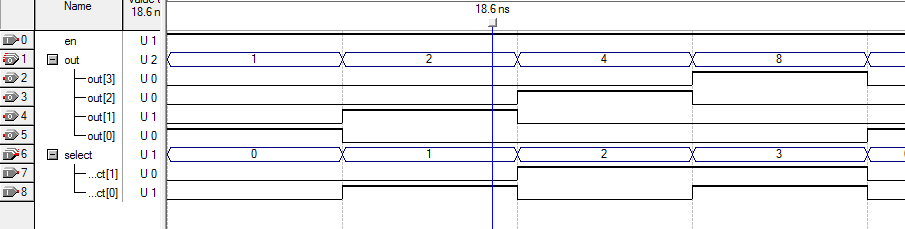 Name
Value t
18.6 n
18.6 ns
0 en U 1
1 out U 2 1 2 4 8
2 out[3] U 0
3 out[2] U 0
4 out[1] U 1
5 out[0] U 0
6 select U 1 0 1 2 3
7 ...ct[1] U 0
8 ...ct[0] U 1